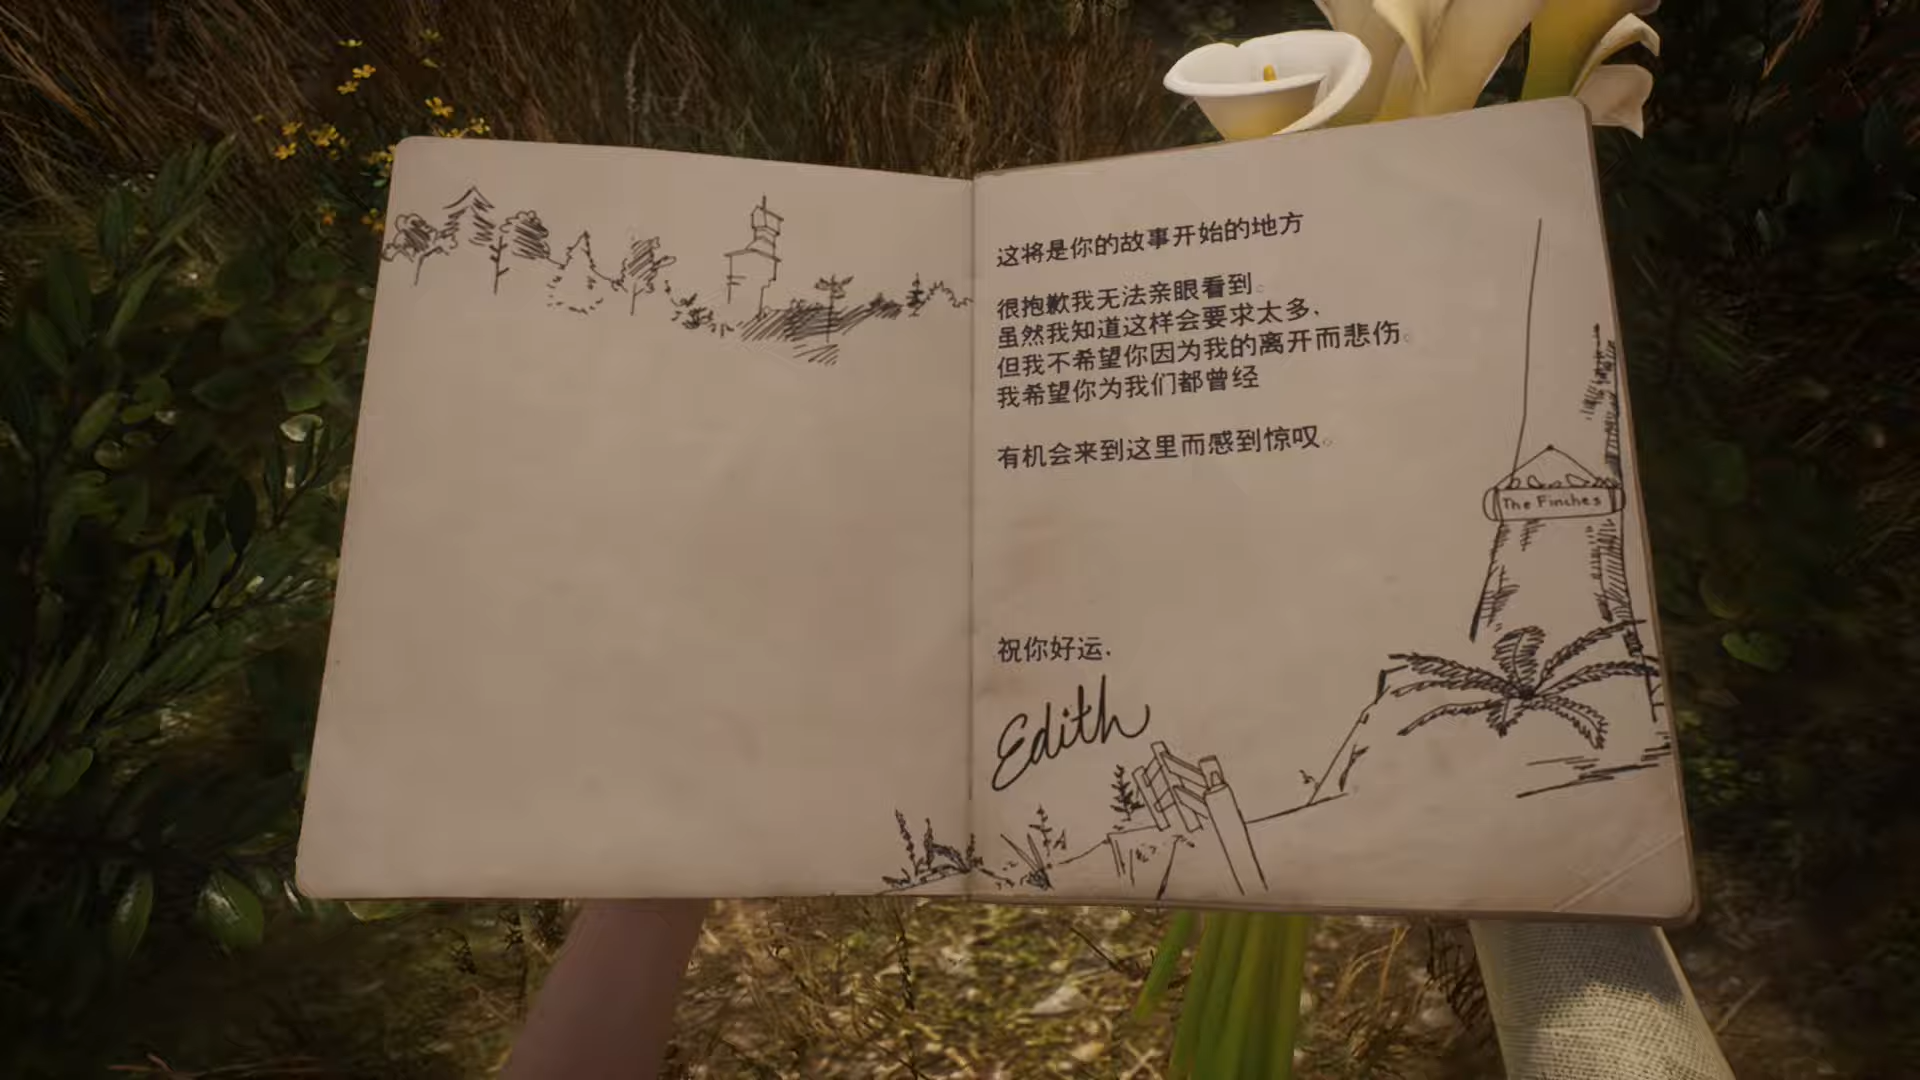 这将是你的故事开始的地方
很抱歉我无法亲眼看到。
虽然我知道这样会要求太多，
但我不希望你因为我的离开而悲伤。
我希望你为我们都曾经
有机会来到这里而感到惊叹。
The Finches
祝你好运，
Edith